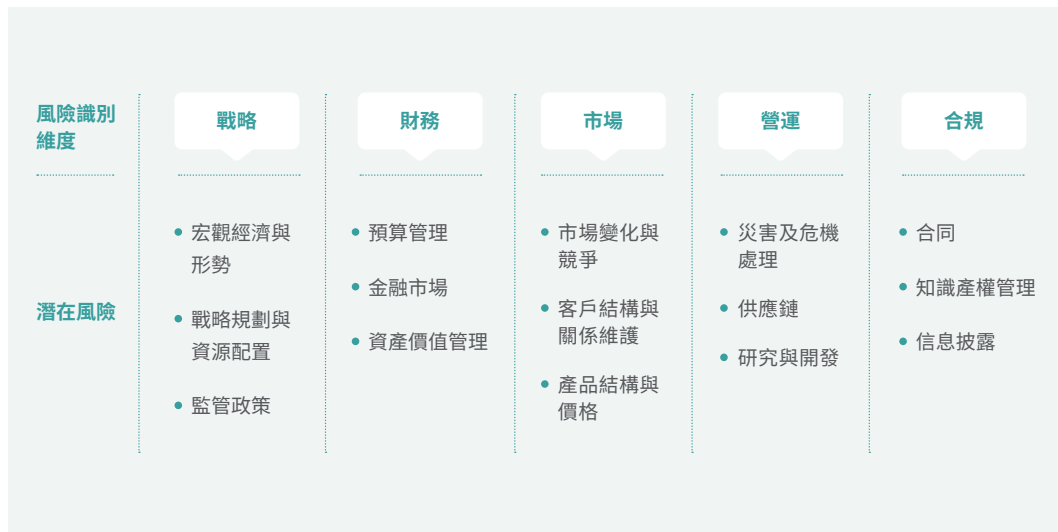 風險識別
維度
戰略
財務
市場
營運
合規
潛在風險
• 宏觀經濟與
形勢
• 戰略規劃與
資源配置
• 監管政策
• 預算管理
• 金融市場
• 資產價值管理
• 市場變化與
競爭
• 客戶結構與
關係維護
• 產品結構與
價格
• 災害及危機
處理
• 供應鏈
• 研究與開發
• 合同
• 知識產權管理
• 信息披露